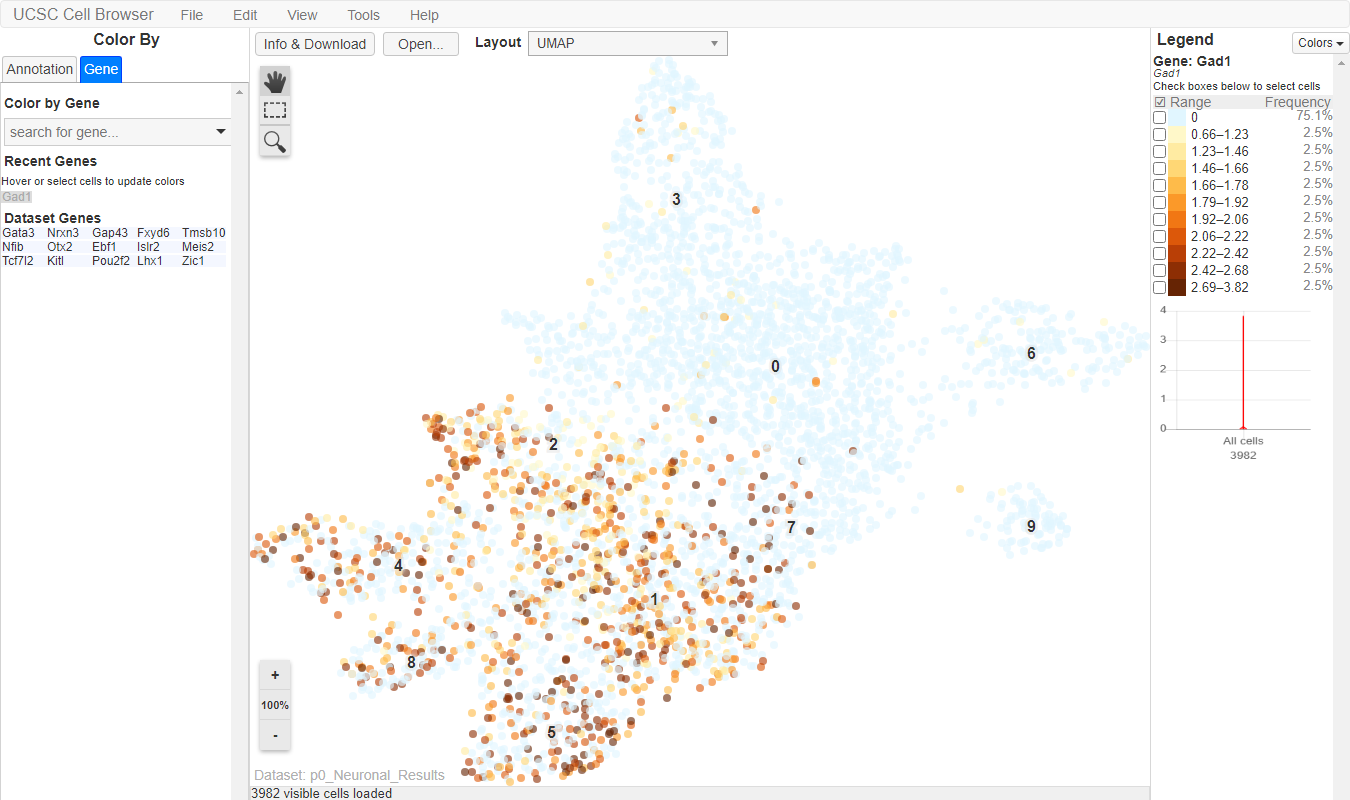 UCSC Cell Browser File Edit View Tools Help
Color By
Annotation Gene
Color by Gene
search for gene...
Recent Genes
Hover or select cells to update colors
Gad1
Dataset Genes
Gata3 Nrxn3 Gap43 Fxyd6 Tmsb10
Nfib Otx2 Ebf1 Islr2 Meis2
Tcf7l2 Kitl Pou2f2 Lhx1 Zic1
Info & Download Open... Layout UMAP
3
0
6
2
7
9
4
1
8
5
+
100%
-
Dataset: p0_Neuronal_Results
3982 visible cells loaded
Legend Colors
Gene: Gad1
Gad1
Check boxes below to select cells
Range Frequency
0 75.1%
0.66–1.23 2.5%
1.23–1.46 2.5%
1.46–1.66 2.5%
1.66–1.78 2.5%
1.79–1.92 2.5%
1.92–2.06 2.5%
2.06–2.22 2.5%
2.22–2.42 2.5%
2.42–2.68 2.5%
2.69–3.82 2.5%
4
3
2
1
0
All cells
3982